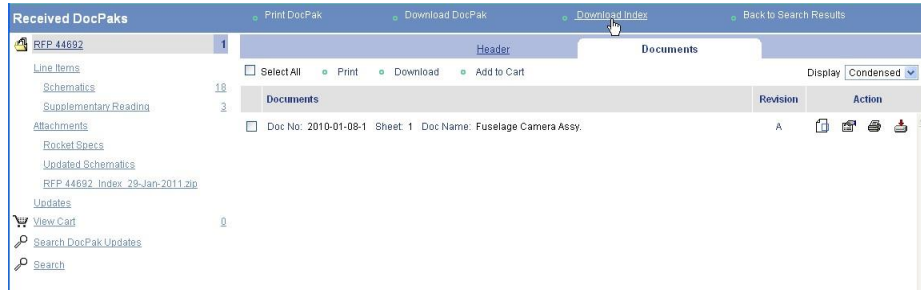 Received DocPaks
Print DocPak Download DocPak Download Index Back to Search Results
RFP 44692 1
Line Items
Schematics 18
Supplementary Reading 3
Attachments
Rocket Specs
Updated Schematics
RFP 44692_Index_29-Jan-2011.zip
Updates
View Cart 0
Search DocPak Updates
Search
Header Documents
Select All Print Download Add to Cart Display Condensed
Documents Revision Action
Doc No: 2010-01-08-1 Sheet: 1 Doc Name: Fuselage Camera Assy. A